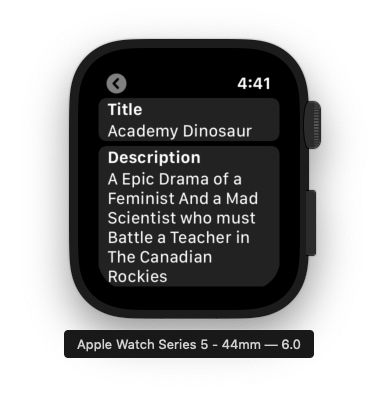 4:41
Title
Academy Dinosaur
Description
A Epic Drama of a
Feminist And a Mad
Scientist who must
Battle a Teacher in
The Canadian
Rockies
Apple Watch Series 5 - 44mm — 6.0